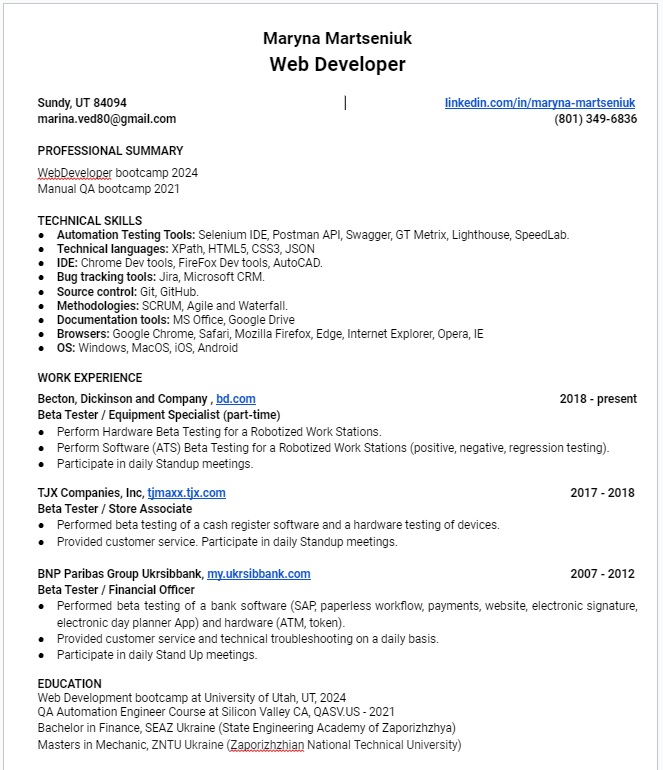 Maryna Martseniuk
Web Developer
Sundy, UT 84094
linkedin.com/in/maryna-martseniuk
marina.ved80@gmail.com
(801) 349-6836
PROFESSIONAL SUMMARY
WebDeveloper bootcamp 2024
Manual QA bootcamp 2021
TECHNICAL SKILLS
● Automation Testing Tools: Selenium IDE, Postman API, Swagger, GT Metrix, Lighthouse, SpeedLab.
● Technical languages: XPath, HTML5, CSS3, JSON
● IDE: Chrome Dev tools, FireFox Dev tools, AutoCAD.
● Bug tracking tools: Jira, Microsoft CRM.
● Source control: Git, GitHub.
● Methodologies: SCRUM, Agile and Waterfall.
● Documentation tools: MS Office, Google Drive
● Browsers: Google Chrome, Safari, Mozilla Firefox, Edge, Internet Explorer, Opera, IE
● OS: Windows, MacOS, iOS, Android
WORK EXPERIENCE
Becton, Dickinson and Company , bd.com 2018 - present
Beta Tester / Equipment Specialist (part-time)
● Perform Hardware Beta Testing for a Robotized Work Stations.
● Perform Software (ATS) Beta Testing for a Robotized Work Stations (positive, negative, regression testing).
● Participate in daily Standup meetings.
TJX Companies, Inc, tjmaxx.tjx.com 2017 - 2018
Beta Tester / Store Associate
● Performed beta testing of a cash register software and a hardware testing of devices.
● Provided customer service. Participate in daily Standup meetings.
BNP Paribas Group Ukrsibbank, my.ukrsibbank.com 2007 - 2012
Beta Tester / Financial Officer
● Performed beta testing of a bank software (SAP, paperless workflow, payments, website, electronic signature,
electronic day planner App) and hardware (ATM, token).
● Provided customer service and technical troubleshooting on a daily basis.
● Participate in daily Stand Up meetings.
EDUCATION
Web Development bootcamp at University of Utah, UT, 2024
QA Automation Engineer Course at Silicon Valley CA, QASV.US - 2021
Bachelor in Finance, SEAZ Ukraine (State Engineering Academy of Zaporizhzhya)
Masters in Mechanic, ZNTU Ukraine (Zaporizhzhian National Technical University)